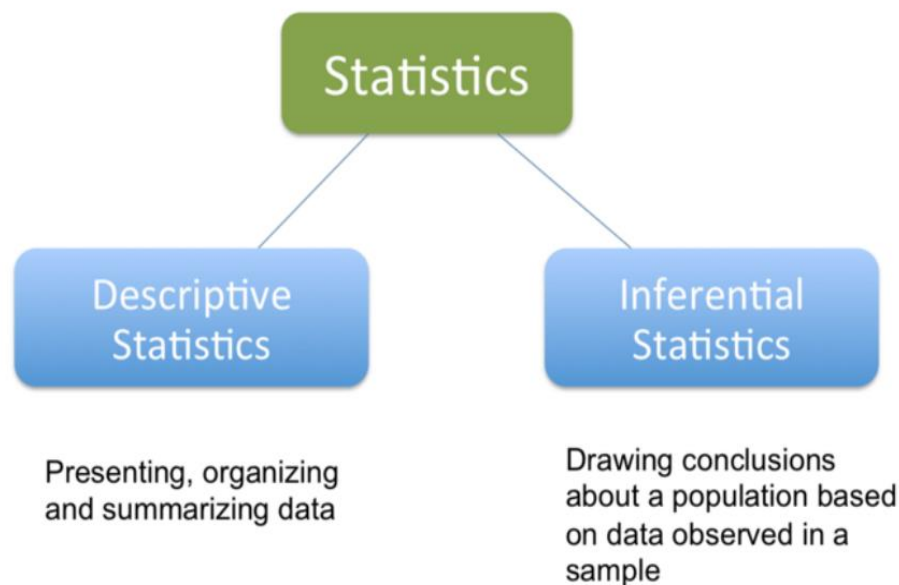 Statistics
Descriptive
Statistics
Inferential
Statistics
Presenting, organizing
and summarizing data
Drawing conclusions
about a population based
on data observed in a
sample